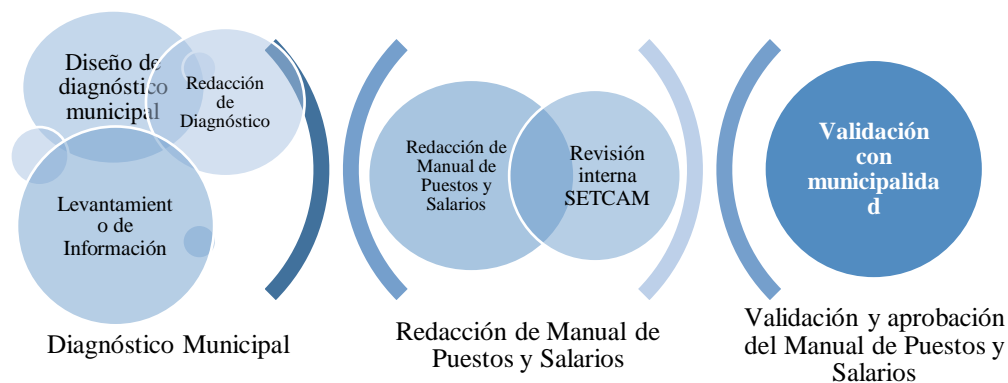 Diseño de
diagnóstico
municipal
Redacción
de
Diagnóstico
Levantamient
o de
Información
Diagnóstico Municipal
Redacción de
Manual de
Puestos y
Salarios
Revisión
interna
SETCAM
Redacción de Manual de
Puestos y Salarios
Validación
con
municipalida
d
Validación y aprobación
del Manual de Puestos y
Salarios